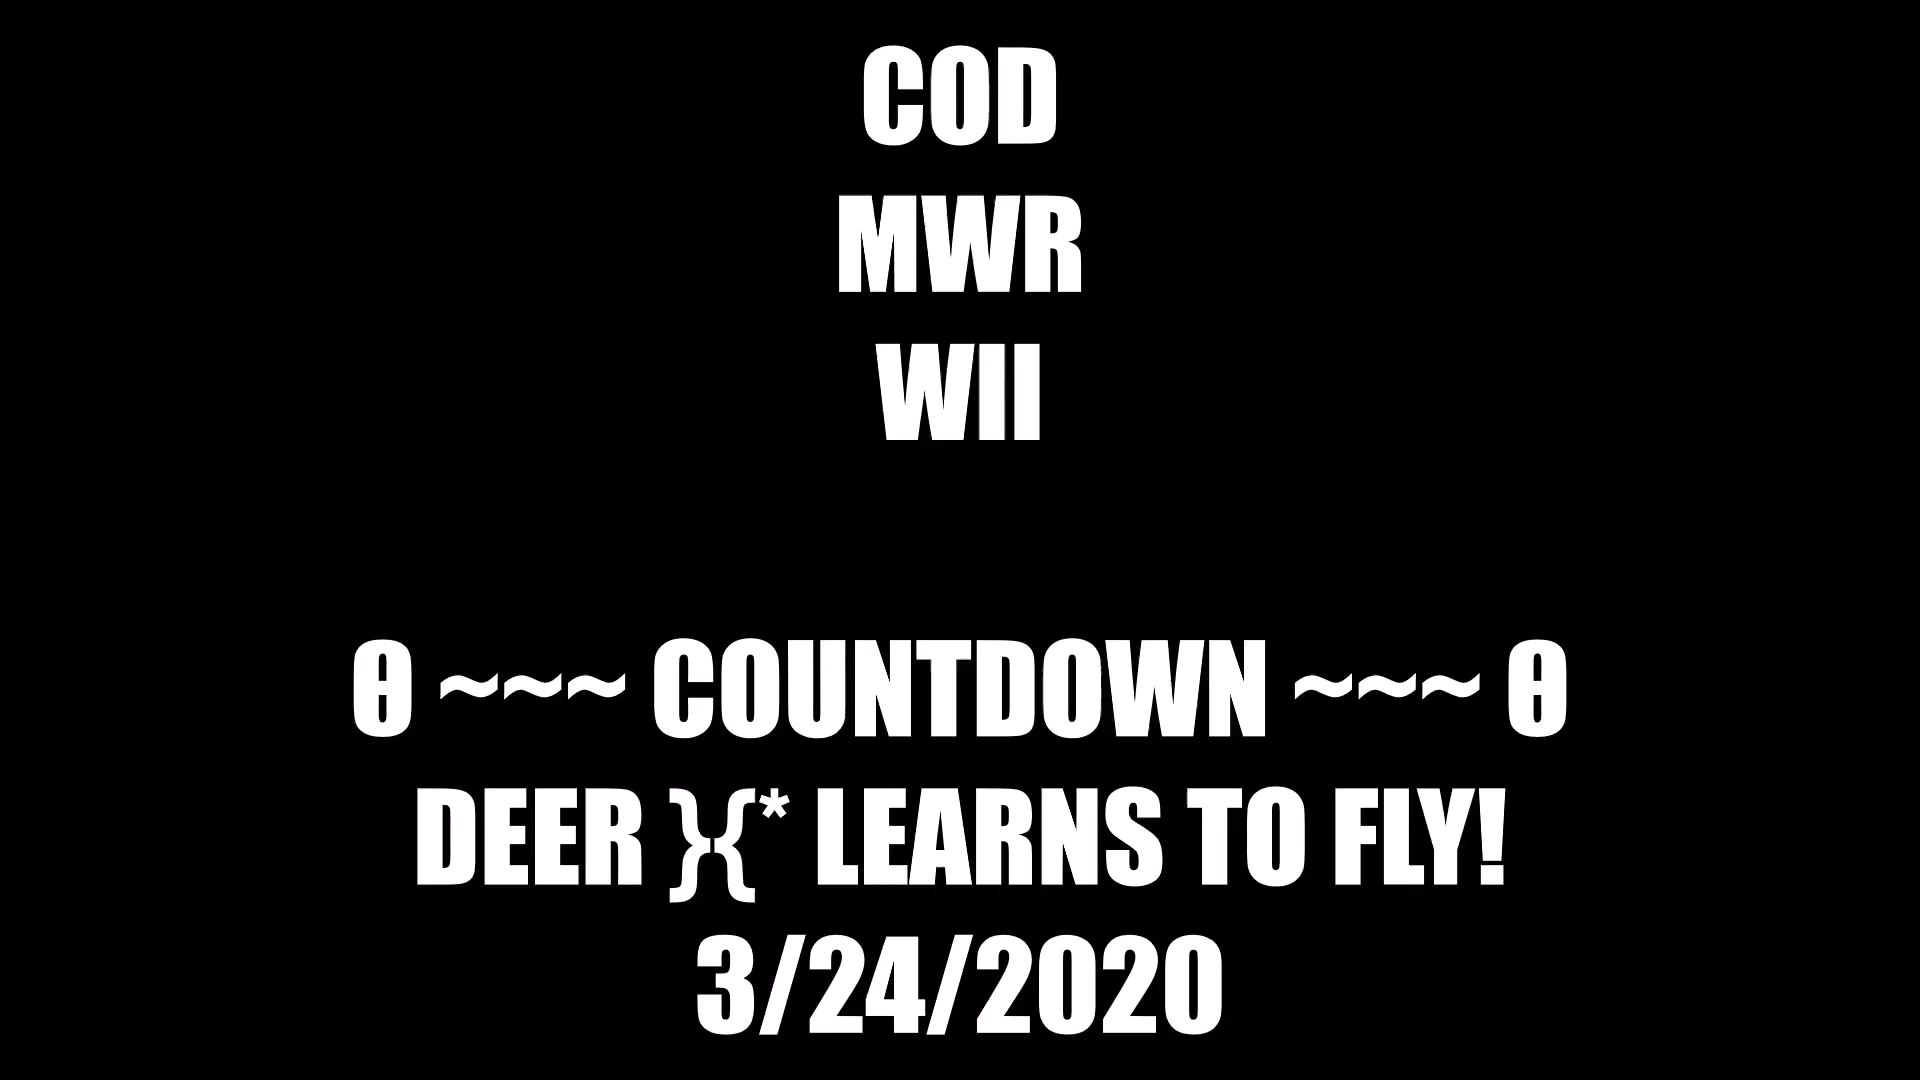 COD
MWR
WII
θ ~~~ COUNTDOWN ~~~ θ
DEER }{* LEARNS TO FLY!
3/24/2020